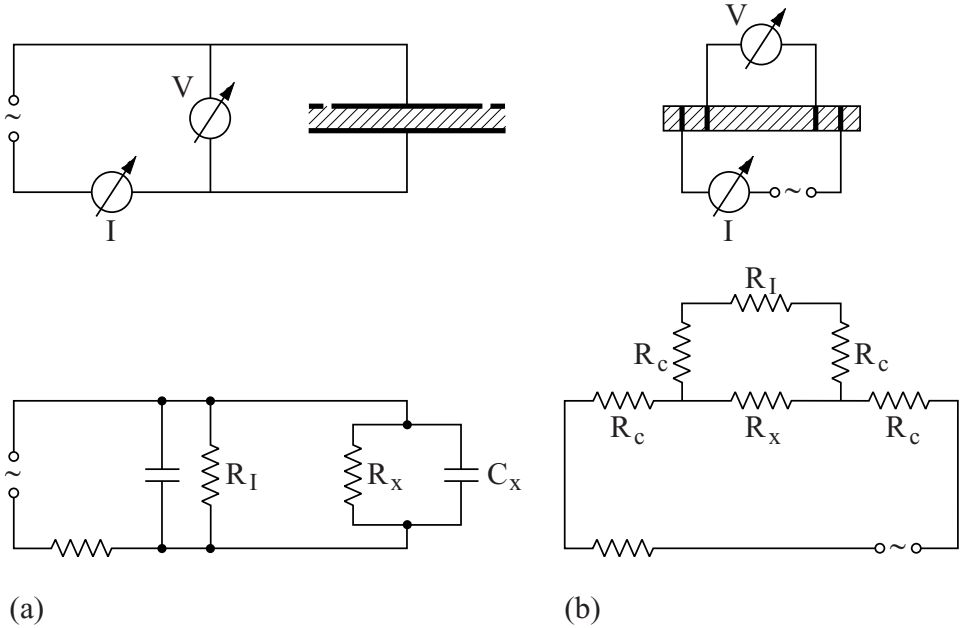 V
V
~
I
I
~
R_I
R_c
R_c
R_c
R_x
R_c
~
R_I
R_x
C_x
~
(a)
(b)